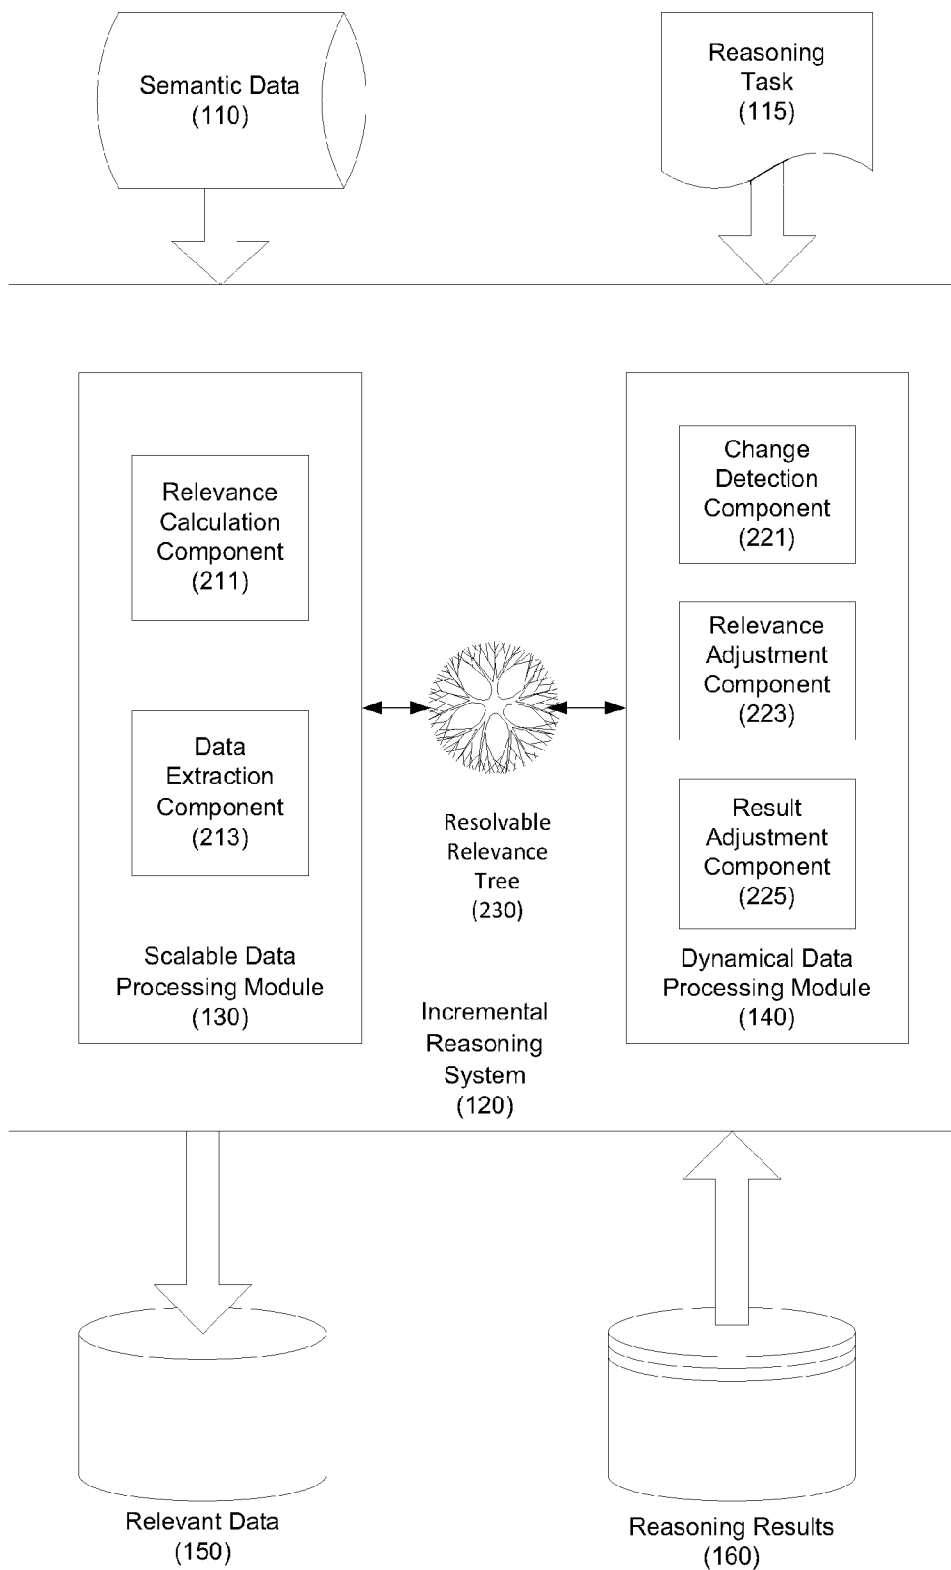 Semantic Data
(110)
Reasoning
Task
(115)
Relevance
Calculation
Component
(211)
Data
Extraction
Component
(213)
Scalable Data
Processing Module
(130)
Resolvable
Relevance
Tree
(230)
Incremental
Reasoning
System
(120)
Change
Detection
Component
(221)
Relevance
Adjustment
Component
(223)
Result
Adjustment
Component
(225)
Dynamical Data
Processing Module
(140)
Relevant Data
(150)
Reasoning Results
(160)